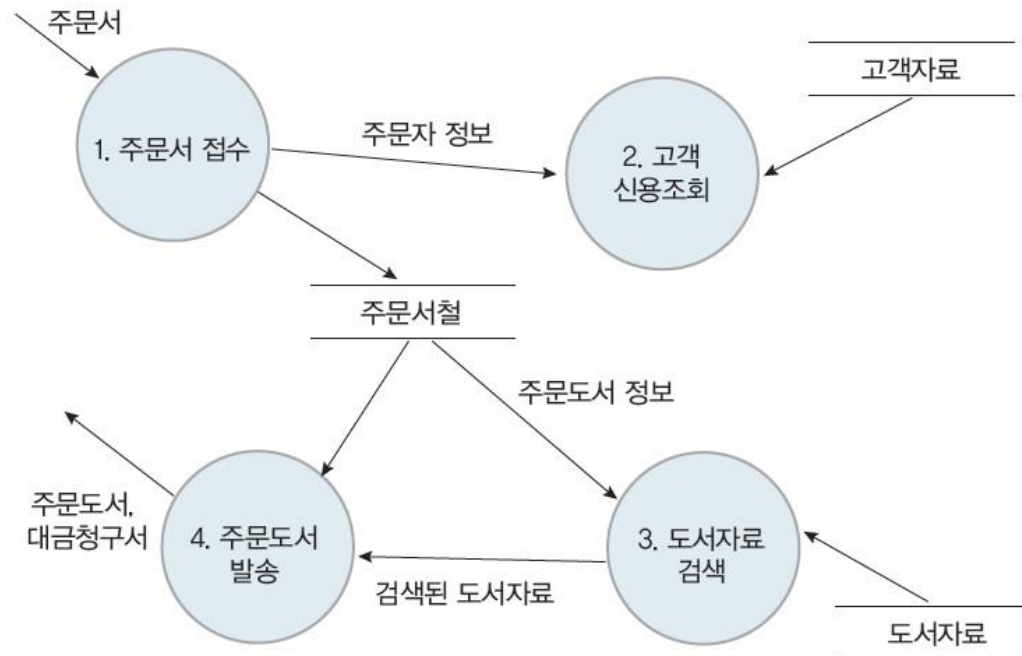 주문서
고객자료
1. 주문서 접수
주문자 정보
2. 고객
신용조회
주문서철
주문도서 정보
주문도서,
대금청구서
4. 주문도서
발송
검색된 도서자료
3. 도서자료
검색
도서자료